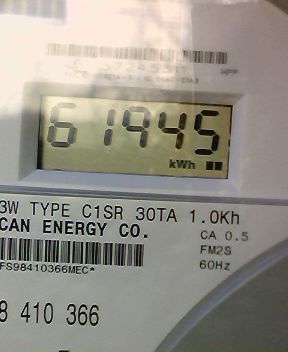 61945
kWh
3W TYPE C1SR 30TA 1.0Kh
CAN ENERGY CO.
CA 0.5
FM2S
60Hz
FS98410366MEC*
8 410 366